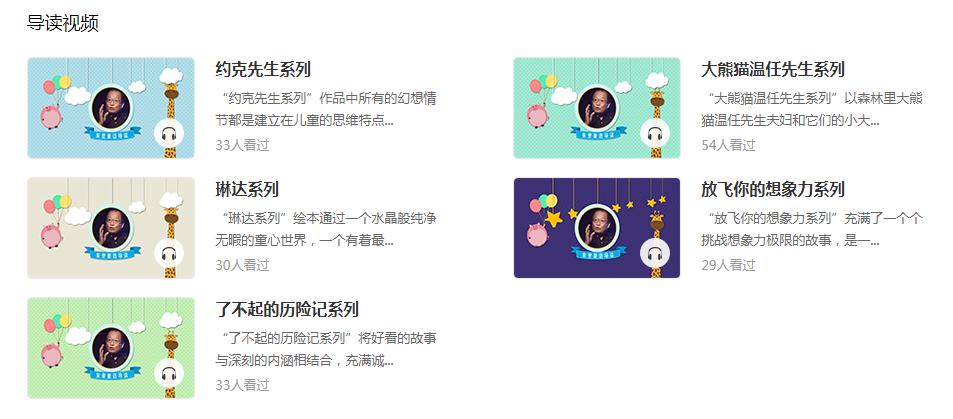 导读视频
约克先生系列
“约克先生系列”作品中所有的幻想情
节都是建立在儿童的思维特点...
33人看过
大熊猫温任先生系列
“大熊猫温任先生系列”以森林里大熊
猫温任先生夫妇和它们的小大...
54人看过
琳达系列
“琳达系列”绘本通过一个水晶般纯净
无暇的童心世界，一个有着最...
30人看过
放飞你的想象力系列
“放飞你的想象力系列”充满了一个个
挑战想象力极限的故事，是一...
29人看过
了不起的历险记系列
“了不起的历险记系列”将好看的故事
与深刻的内涵相结合，充满诚...
33人看过